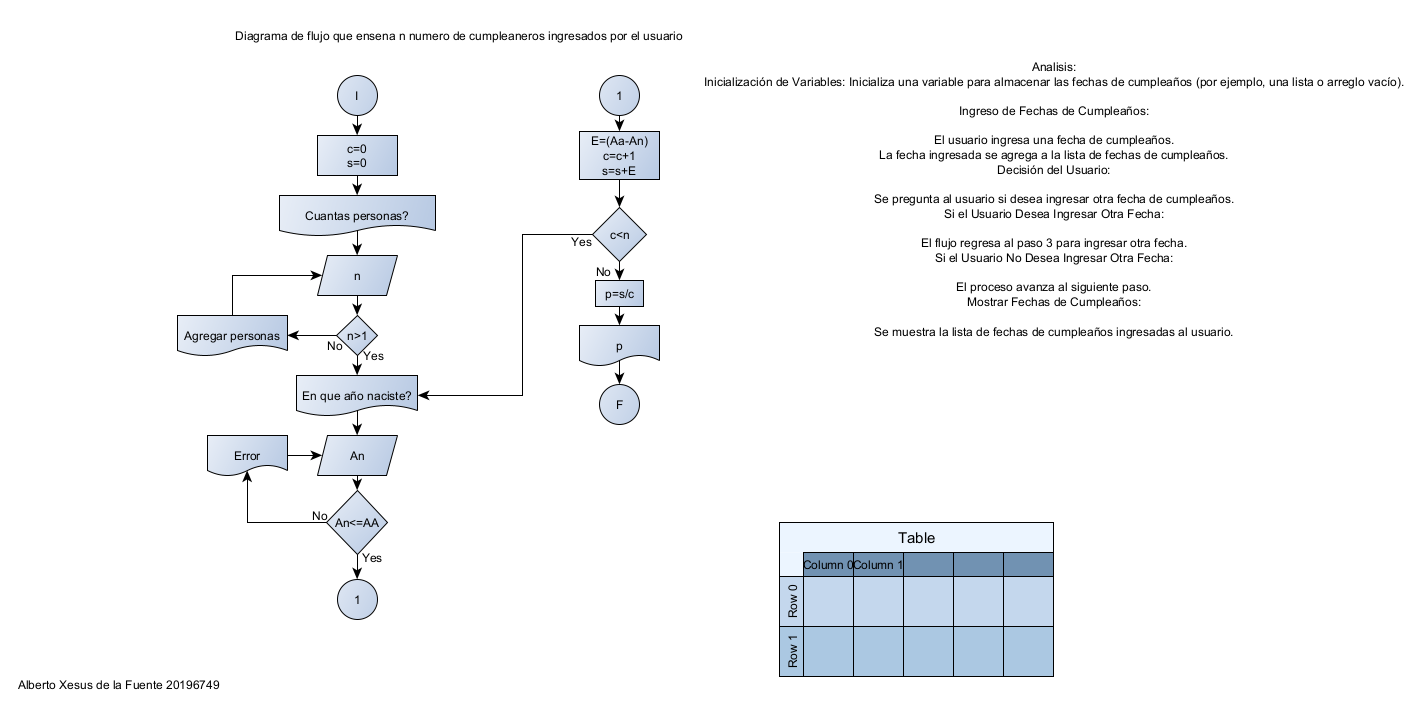 Diagrama de flujo que ensena n numero de cumpleaneros ingresados por el usuario
I
c=0
s=0
Cuantas personas?
n
Agregar personas
n>1
No
Yes
En que año naciste?
Error
An
No
An<=AA
Yes
1
1
E=(Aa-An)
c=c+1
s=s+E
c<n
Yes
No
p=s/c
p
F
Analisis:
Inicialización de Variables: Inicializa una variable para almacenar las fechas de cumpleaños (por ejemplo, una lista o arreglo vacío).
Ingreso de Fechas de Cumpleaños:
El usuario ingresa una fecha de cumpleaños.
La fecha ingresada se agrega a la lista de fechas de cumpleaños.
Decisión del Usuario:
Se pregunta al usuario si desea ingresar otra fecha de cumpleaños.
Si el Usuario Desea Ingresar Otra Fecha:
El flujo regresa al paso 3 para ingresar otra fecha.
Si el Usuario No Desea Ingresar Otra Fecha:
El proceso avanza al siguiente paso.
Mostrar Fechas de Cumpleaños:
Se muestra la lista de fechas de cumpleaños ingresadas al usuario.
Table
Column 0 Column 1
Row 0
Row 1
Alberto Xesus de la Fuente 20196749